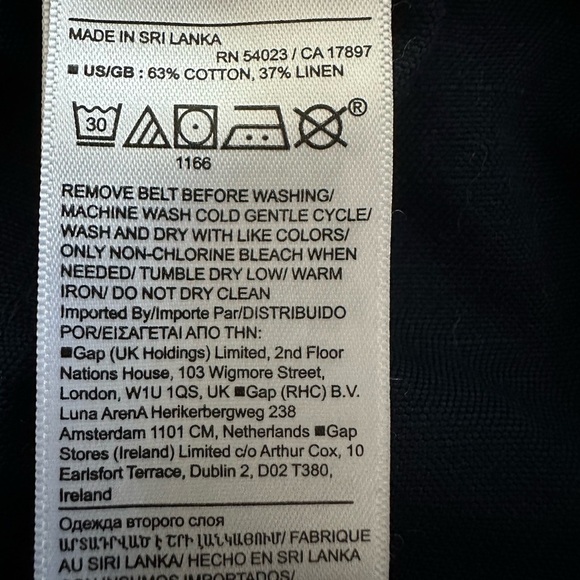 MADE IN SRI LANKA
RN 54023 / CA 17897
■ US/GB : 63% COTTON, 37% LINEN
30
®
1166
REMOVE BELT BEFORE WASHING/
MACHINE WASH COLD GENTLE CYCLE/
WASH AND DRY WITH LIKE COLORS/
ONLY NON-CHLORINE BLEACH WHEN
NEEDED/ TUMBLE DRY LOW/ WARM
IRON/ DO NOT DRY CLEAN
Imported By/Importe Par/DISTRIBUIDO
POR/ΕΙΣΑΓΕΤΑΙ ΑΠΟ ΤΗΝ:
■Gap (UK Holdings) Limited, 2nd Floor
Nations House, 103 Wigmore Street,
London, W1U 1QS, UK ■Gap (RHC) B.V.
Luna ArenA Herikerbergweg 238
Amsterdam 1101 CM, Netherlands ■Gap
Stores (Ireland) Limited c/o Arthur Cox, 10
Earlsfort Terrace, Dublin 2, D02 T380,
Ireland
Одежда второго слоя
ԱՐՏԱԴՐՎԱԾ Է ՇՐԻ ԼԱՆԿԱՅՈՒՄ/ FABRIQUE
AU SIRI LANKA/ HECHO EN SRI LANKA